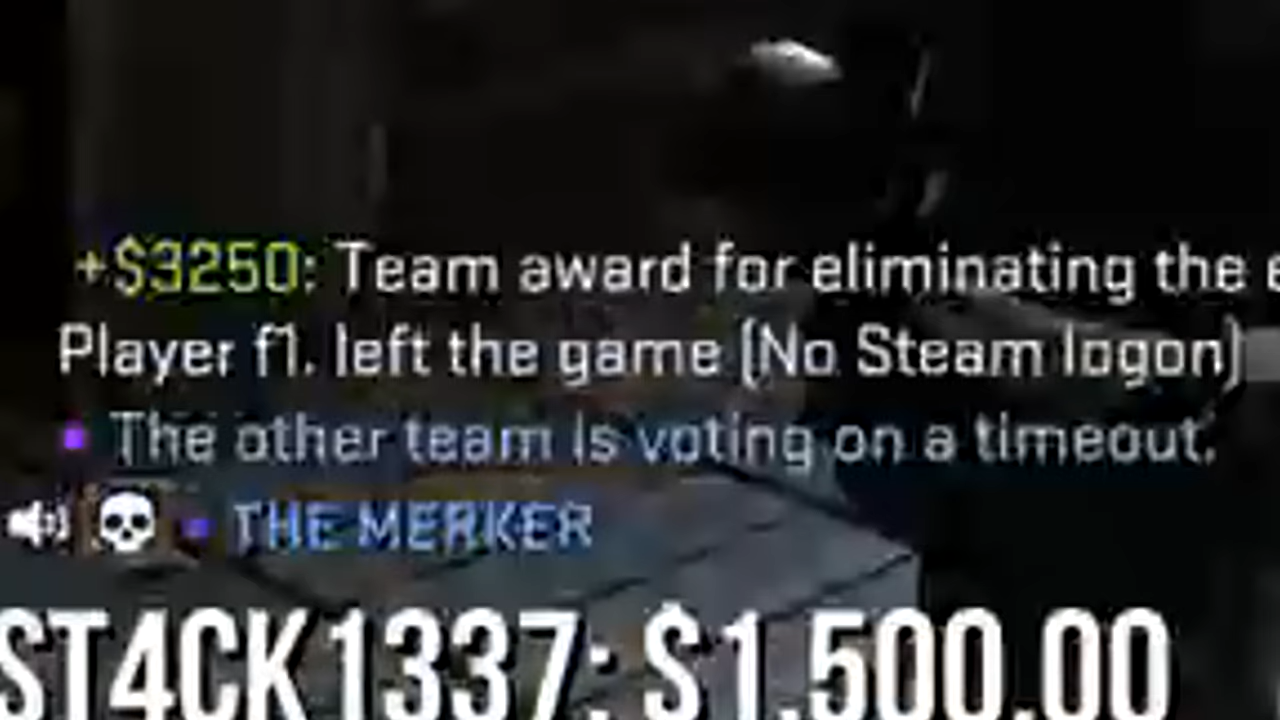 +$3250: Team award for eliminating the
Player f1. left the game (No Steam logon)
The other team is voting on a timeout.
THE MERKER
ST4CK1337: $1,500.00